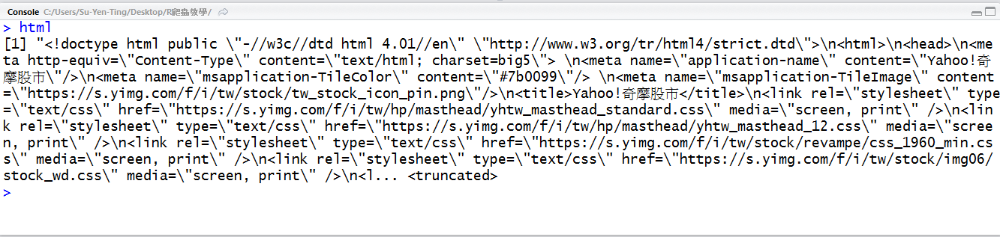 Console C:/Users/Su-Yen-Ting/Desktop/R爬蟲教學/
> html
[1] "<!doctype html public \"-//w3c//dtd html 4.01//en\" \"http://www.w3.org/tr/html4/strict.dtd\">\n<html>\n<head>\n<me
ta http-equiv=\"Content-Type\" content=\"text/html; charset=big5\"> \n<meta name=\"application-name\" content=\"Yahoo!奇
摩股市\"/>\n<meta name=\"msapplication-TileColor\" content=\"#7b0099\"/> \n<meta name=\"msapplication-TileImage\" content
=\"https://s.yimg.com/f/i/tw/stock/tw_stock_icon_pin.png\"/>\n<title>Yahoo!奇摩股市</title>\n<link rel=\"stylesheet\" type
=\"text/css\" href=\"https://s.yimg.com/f/i/tw/hp/masthead/yhtw_masthead_standard.css\" media=\"screen, print\" />\n<lin
k rel=\"stylesheet\" type=\"text/css\" href=\"https://s.yimg.com/f/i/tw/hp/masthead/yhtw_masthead_12.css\" media=\"scree
n, print\" />\n<link rel=\"stylesheet\" type=\"text/css\" href=\"https://s.yimg.com/f/i/tw/stock/revampe/css_1960_min.cs
s\" media=\"screen, print\" />\n<link rel=\"stylesheet\" type=\"text/css\" href=\"https://s.yimg.com/f/i/tw/stock/img06/
stock_wd.css\" media=\"screen, print\" />\n<l... <truncated>
>